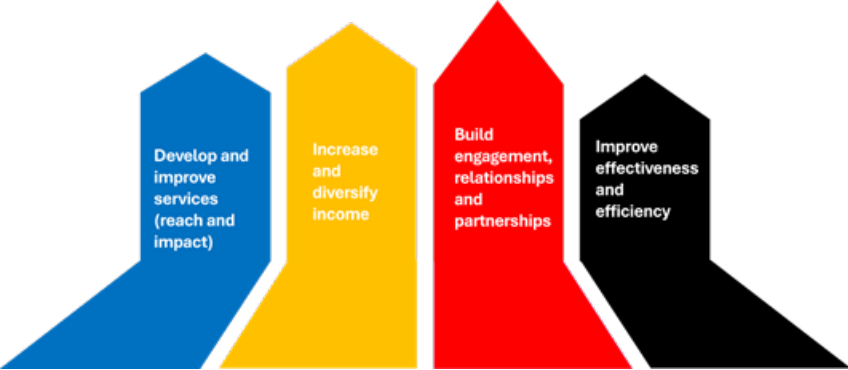 Develop and
improve
services
(reach and
impact)
Increase
and
diversify
income
Build
engagement,
relationships
and
partnerships
Improve
effectiveness
and
efficiency